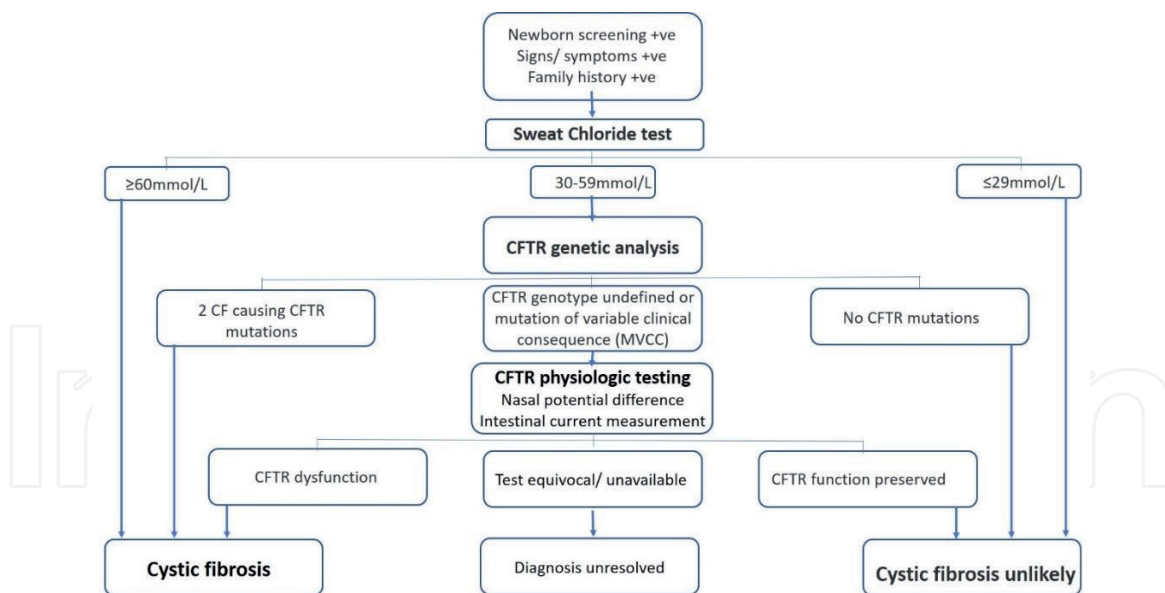 Newborn screening +ve
Signs/ symptoms +ve
Family history +ve
Sweat Chloride test
≥60mmol/L
30-59mmol/L
≤29mmol/L
CFTR genetic analysis
2 CF causing CFTR
mutations
CFTR genotype undefined or
mutation of variable clinical
consequence (MVCC)
No CFTR mutations
CFTR physiologic testing
Nasal potential difference
Intestinal current measurement
CFTR dysfunction
Test equivocal/ unavailable
CFTR function preserved
Cystic fibrosis
Diagnosis unresolved
Cystic fibrosis unlikely